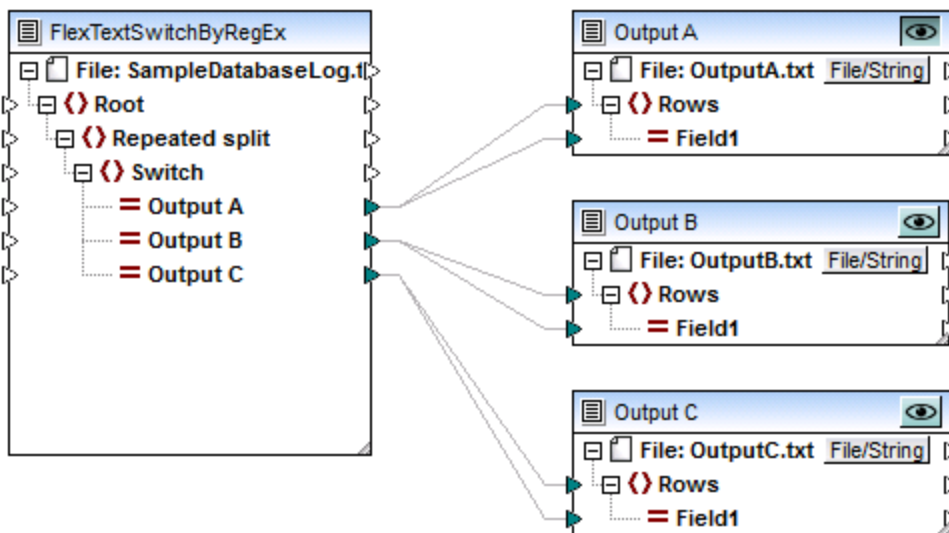 FlexTextSwitchByRegEx
File: SampleDatabaseLog.t
Root
Repeated split
Switch
Output A
Output B
Output C
Output A
File: OutputA.txt File/String
Rows
Field1
Output B
File: OutputB.txt File/String
Rows
Field1
Output C
File: OutputC.txt File/String
Rows
Field1